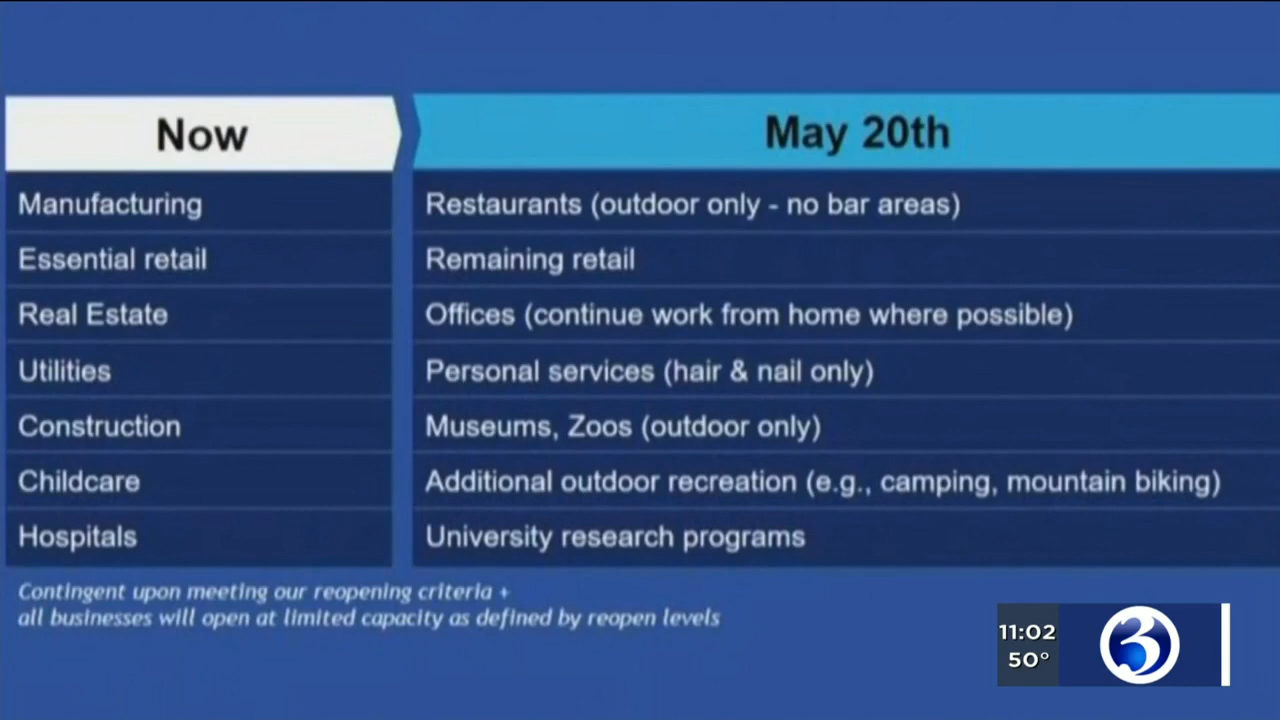 Now
May 20th
Manufacturing
Restaurants (outdoor only - no bar areas)
Essential retail
Remaining retail
Real Estate
Offices (continue work from home where possible)
Utilities
Personal services (hair & nail only)
Construction
Museums, Zoos (outdoor only)
Childcare
Additional outdoor recreation (e.g., camping, mountain biking)
Hospitals
University research programs
Contingent upon meeting our reopening criteria +
all businesses will open at limited capacity as defined by reopen levels
11:02
50°
3